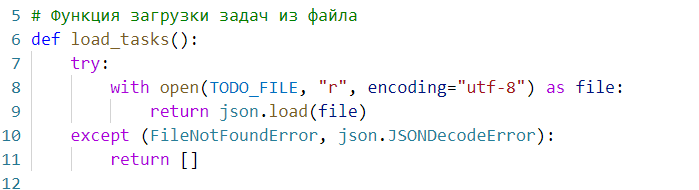 5 # Функция загрузки задач из файла
6 def load_tasks():
7     try:
8         with open(TODO_FILE, "r", encoding="utf-8") as file:
9             return json.load(file)
10     except (FileNotFoundError, json.JSONDecodeError):
11         return []
12